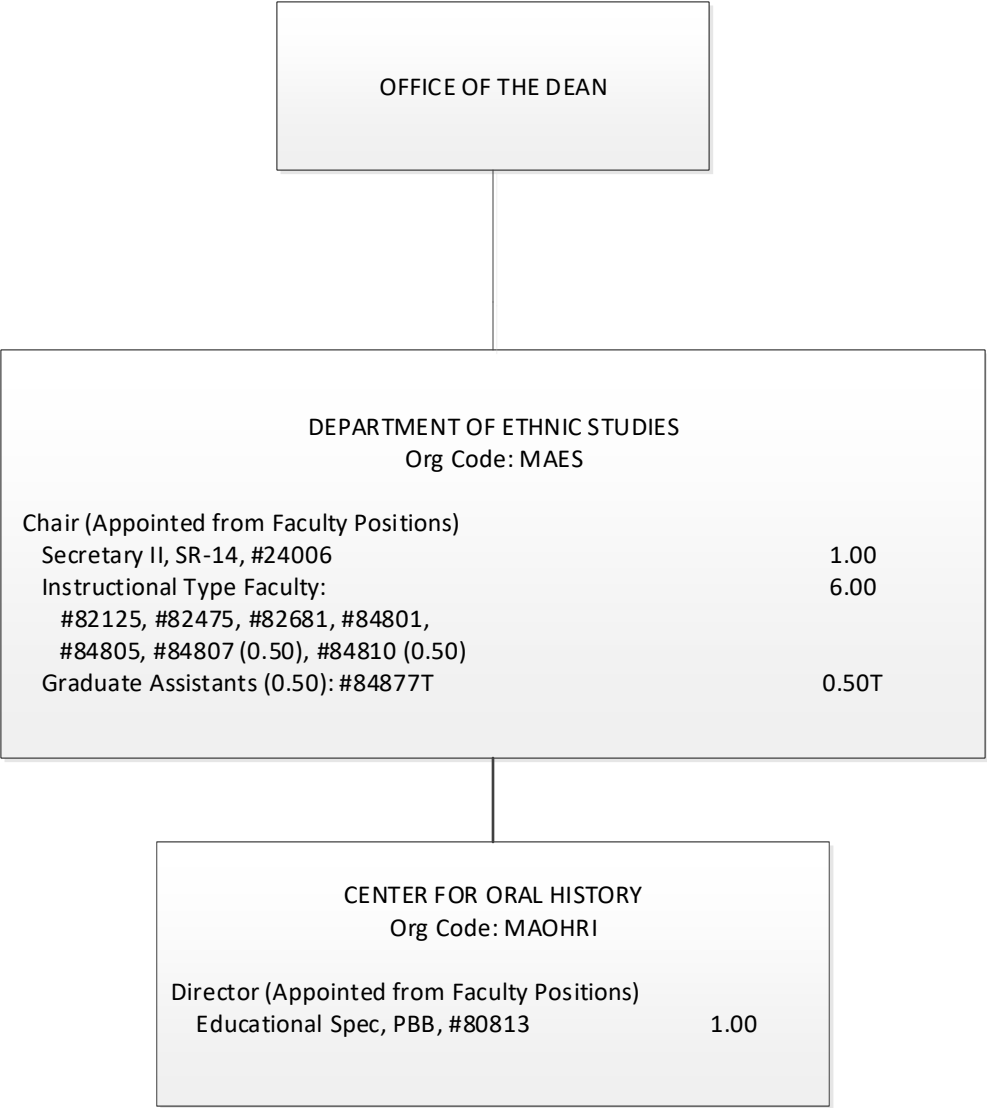 OFFICE OF THE DEAN
DEPARTMENT OF ETHNIC STUDIES
Org Code: MAES
Chair (Appointed from Faculty Positions)
Secretary II, SR-14, #24006 1.00
Instructional Type Faculty: 6.00
#82125, #82475, #82681, #84801,
#84805, #84807 (0.50), #84810 (0.50)
Graduate Assistants (0.50): #84877T 0.50T
CENTER FOR ORAL HISTORY
Org Code: MAOHRI
Director (Appointed from Faculty Positions)
Educational Spec, PBB, #80813 1.00